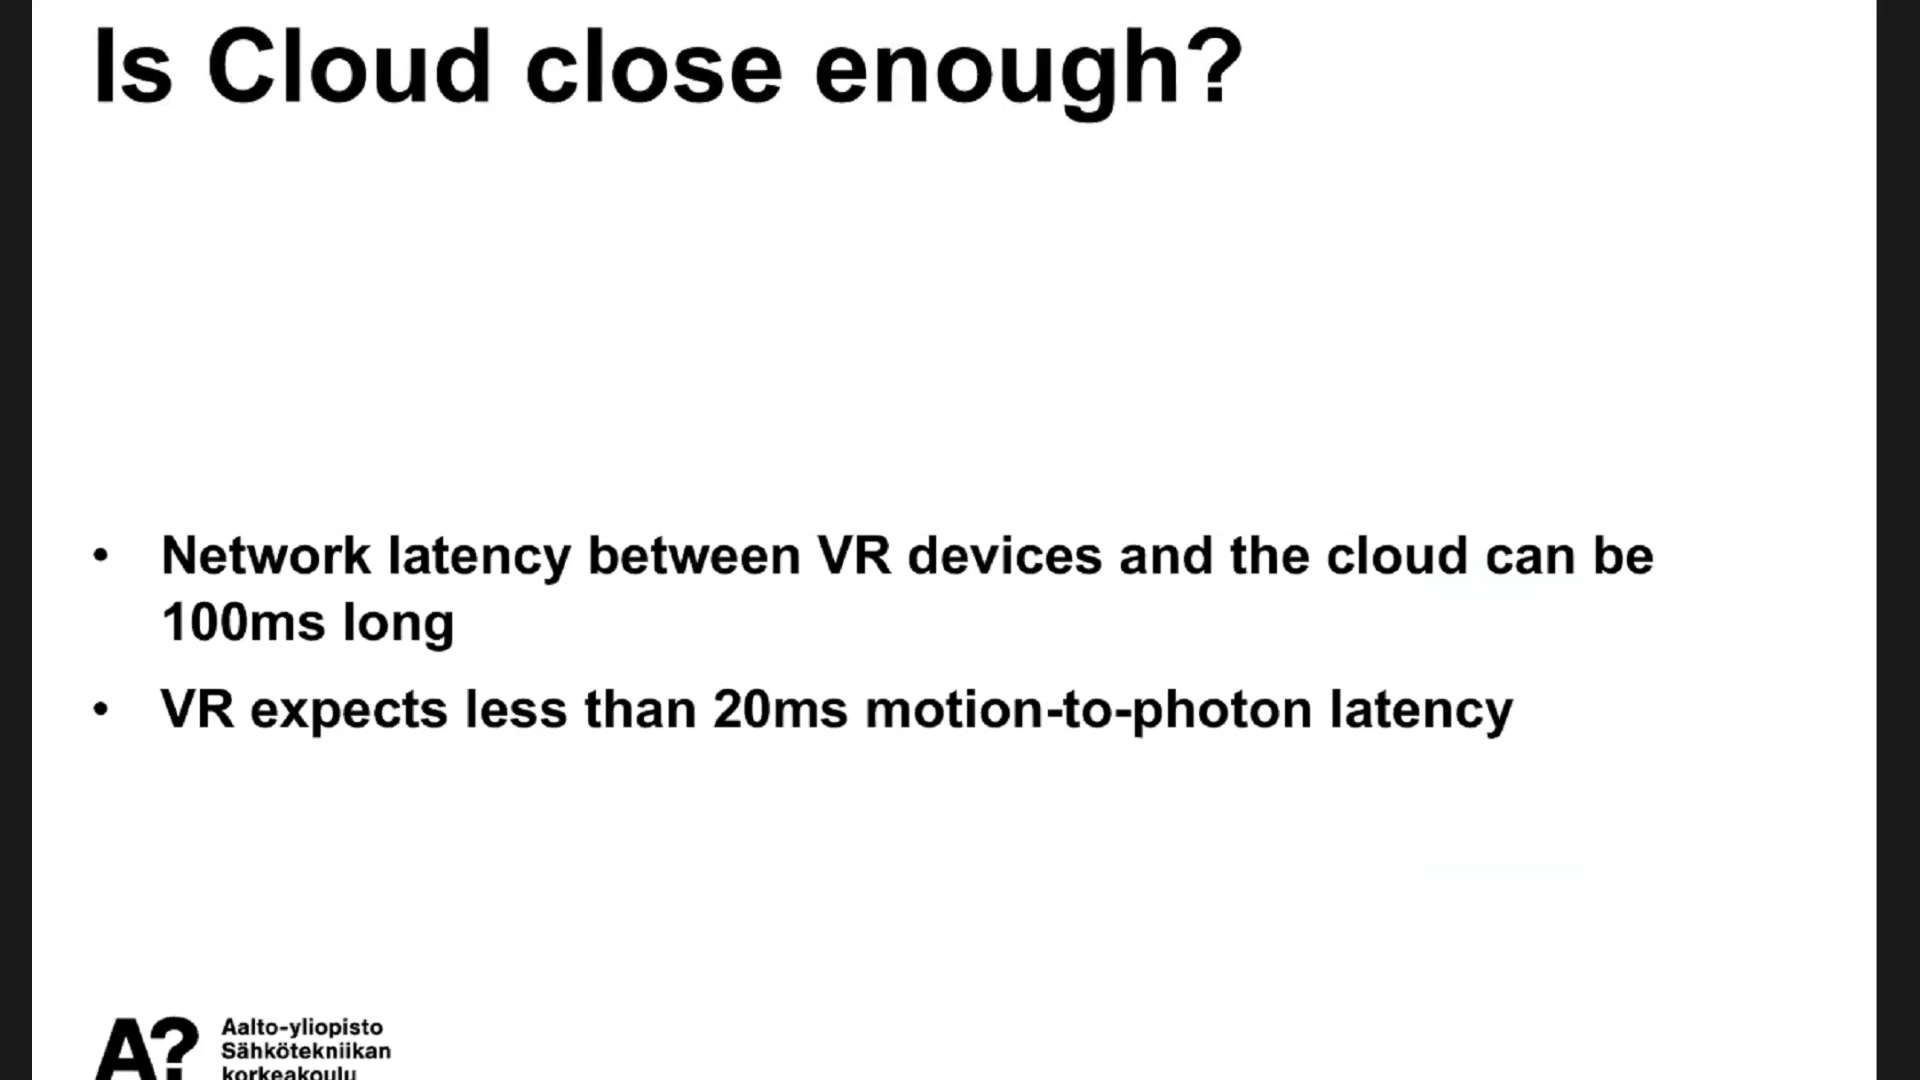 Is Cloud close enough?
• Network latency between VR devices and the cloud can be
100ms long
• VR expects less than 20ms motion-to-photon latency
A? Aalto-yliopisto
Sähkötekniikan
korkeakoulu